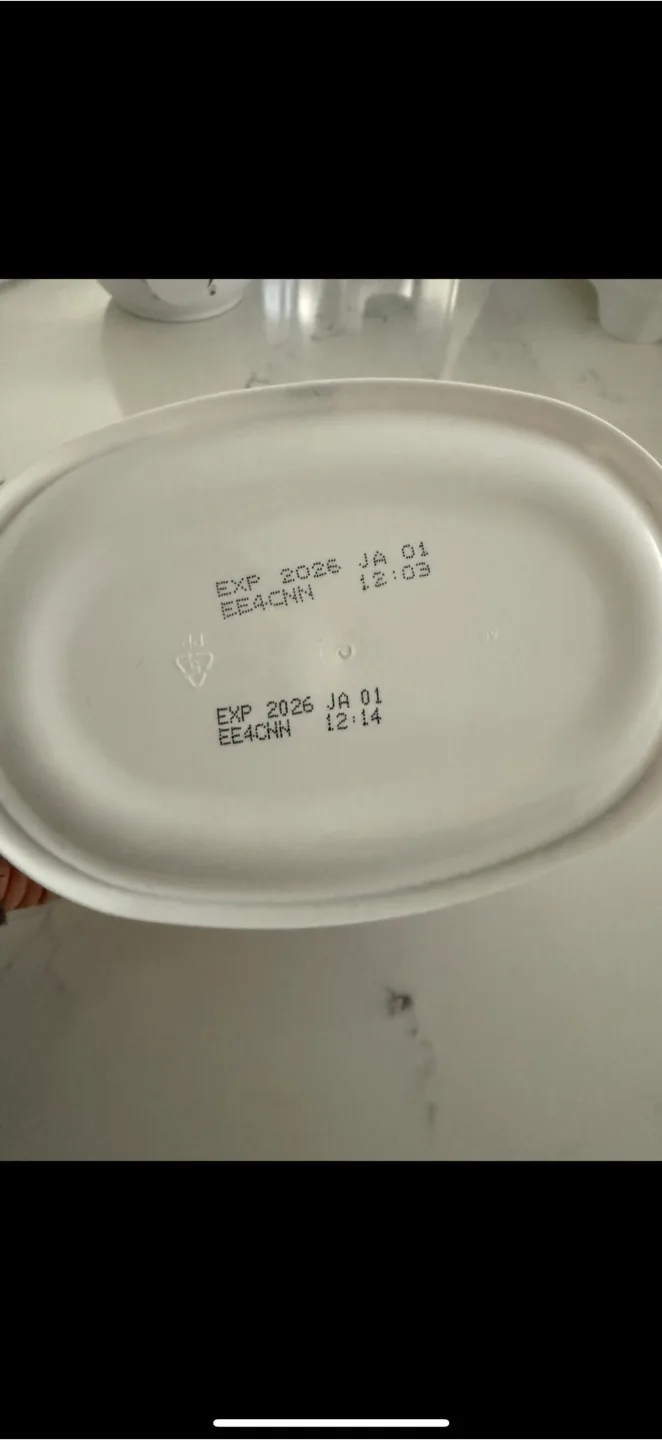 EXP 2026 JA 01
EE4CNN 12:03
EXP 2026 JA 01
EE4CNN 12:14